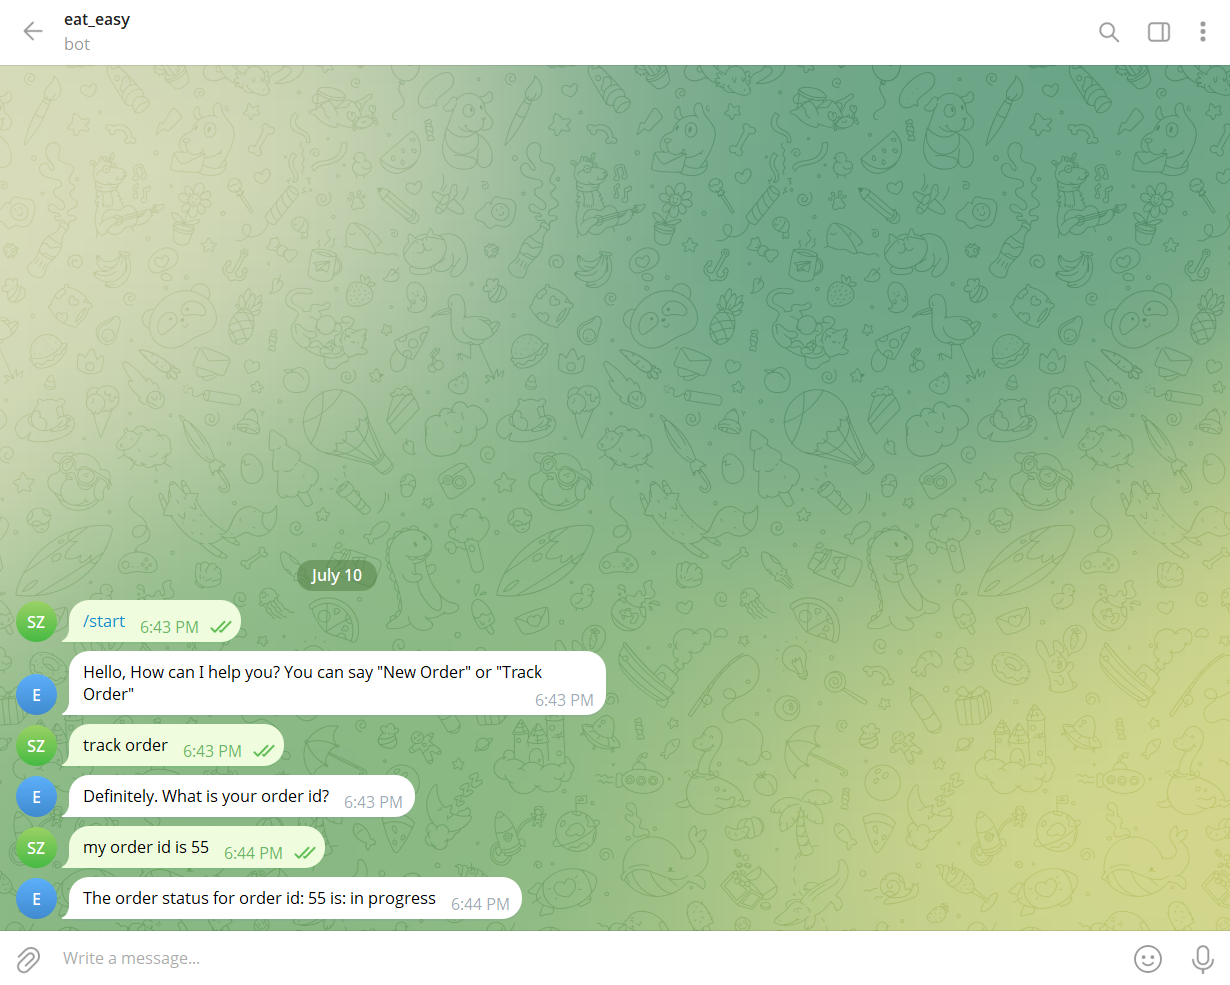 eat_easy
bot
July 10
SZ
/start 6:43 PM
Hello, How can I help you? You can say "New Order" or "Track
Order"
6:43 PM
E
SZ
track order 6:43 PM
E
Definitely. What is your order id? 6:43 PM
SZ
my order id is 55 6:44 PM
E
The order status for order id: 55 is: in progress 6:44 PM
Write a message...